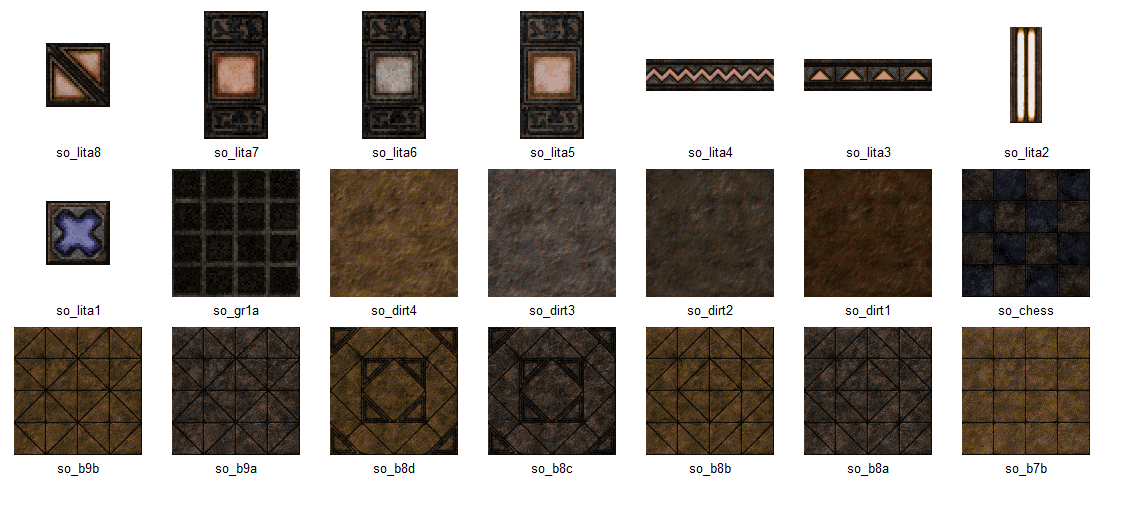 so_lita8 so_lita7 so_lita6 so_lita5 so_lita4 so_lita3 so_lita2
so_lita1 so_gr1a so_dirt4 so_dirt3 so_dirt2 so_dirt1 so_chess
so_b9b so_b9a so_b8d so_b8c so_b8b so_b8a so_b7b